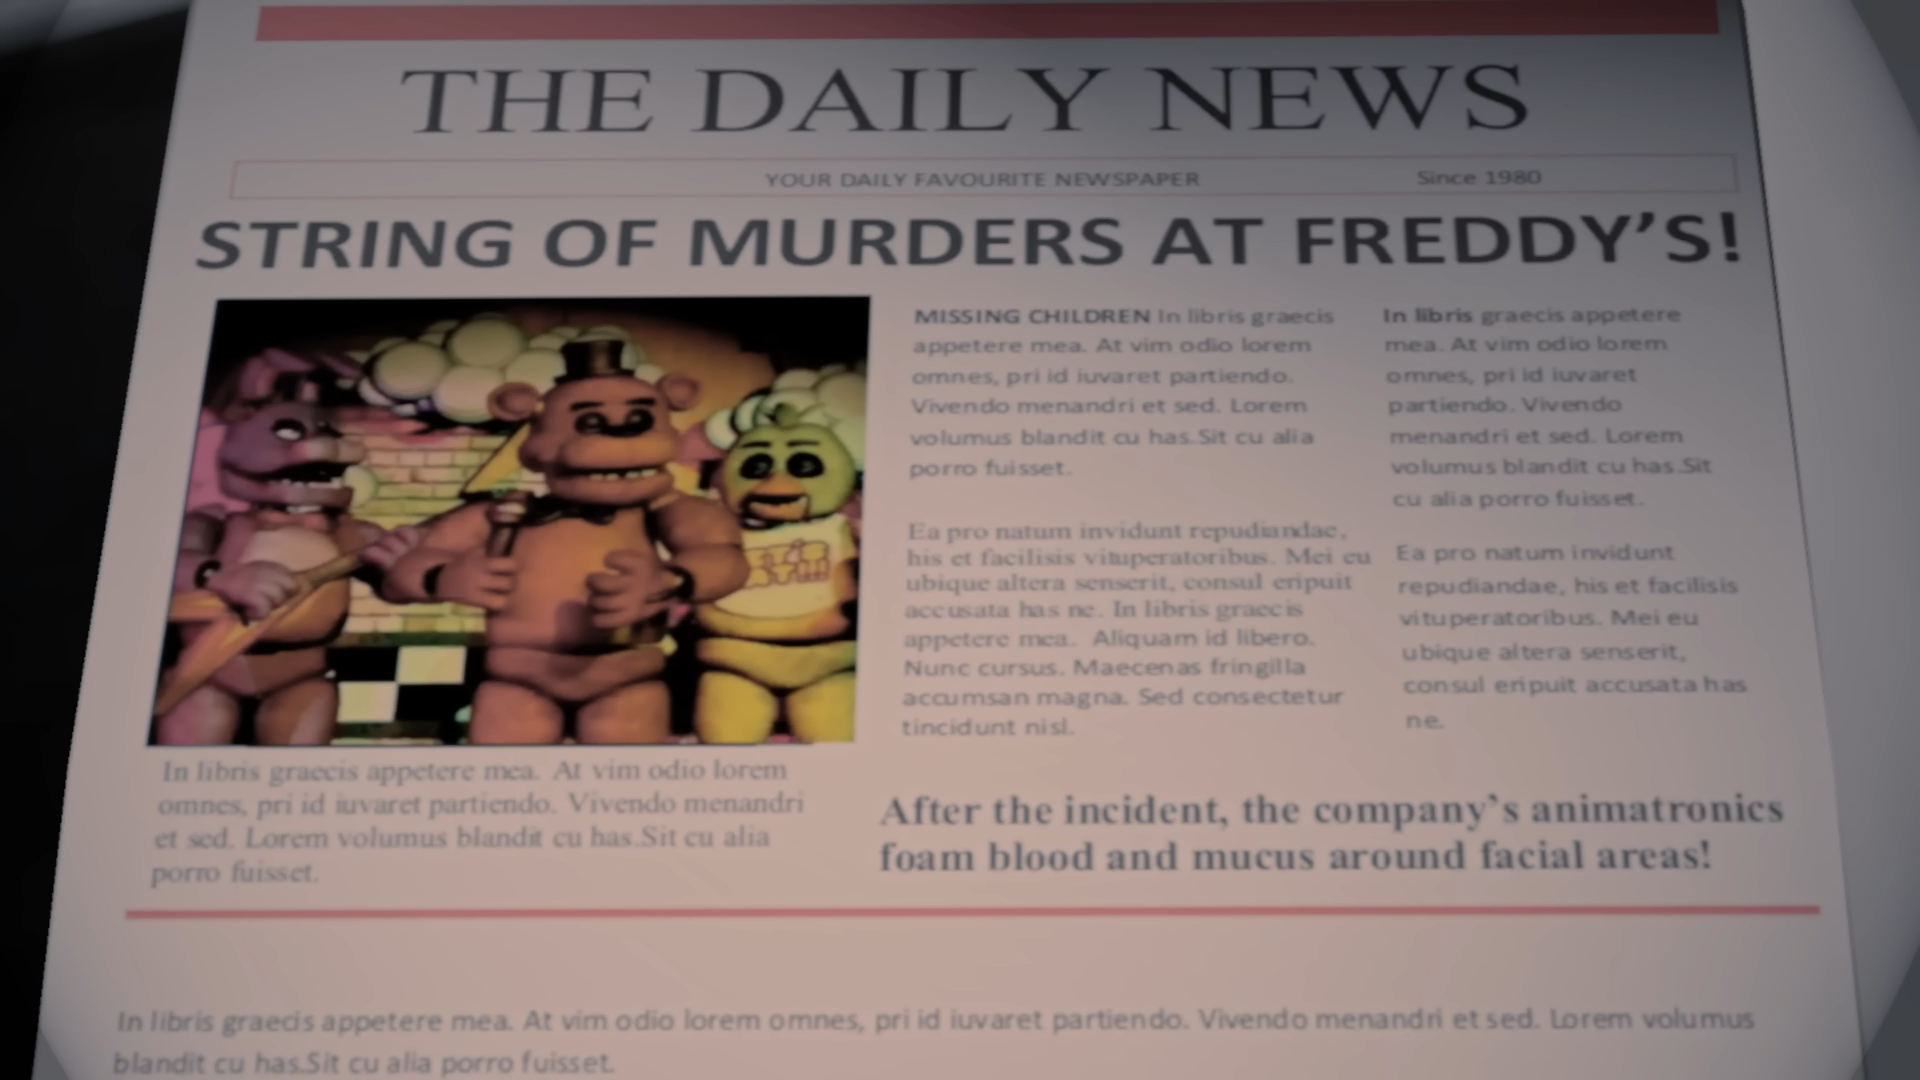 THE DAILY NEWS
YOUR DAILY FAVOURITE NEWSPAPER
Since 1980
STRING OF MURDERS AT FREDDY’S!
MISSING CHILDREN In libris graecis
appetere mea. At vim odio lorem
omnes, pri id iuvaret partiendo.
Vivendo menandri et sed. Lorem
volumus blandit cu has.Sit cu alia
porro fuisset.
Ea pro natum invidunt repudiandae,
his et facilisis vituperatoribus. Mei eu
ubique altera senserit, consul eripuit
accusata has ne. In libris graecis
appetere mea. Aliquam id libero.
Nunc cursus. Maecenas fringilla
accumsan magna. Sed consectetur
tincidunt nisl.
In libris graecis appetere
mea. At vim odio lorem
omnes, pri id iuvaret
partiendo. Vivendo
menandri et sed. Lorem
volumus blandit cu has.Sit
cu alia porro fuisset.
Ea pro natum invidunt
repudiandae, his et facilisis
vituperatoribus. Mei eu
ubique altera senserit,
consul eripuit accusata has
ne.
In libris graecis appetere mea. At vim odio lorem
omnes, pri id iuvaret partiendo. Vivendo menandri
et sed. Lorem volumus blandit cu has.Sit cu alia
porro fuisset.
After the incident, the company’s animatronics
foam blood and mucus around facial areas!
In libris graecis appetere mea. At vim odio lorem omnes, pri id iuvaret partiendo. Vivendo menandri et sed. Lorem volumus
blandit cu has.Sit cu alia porro fuisset.